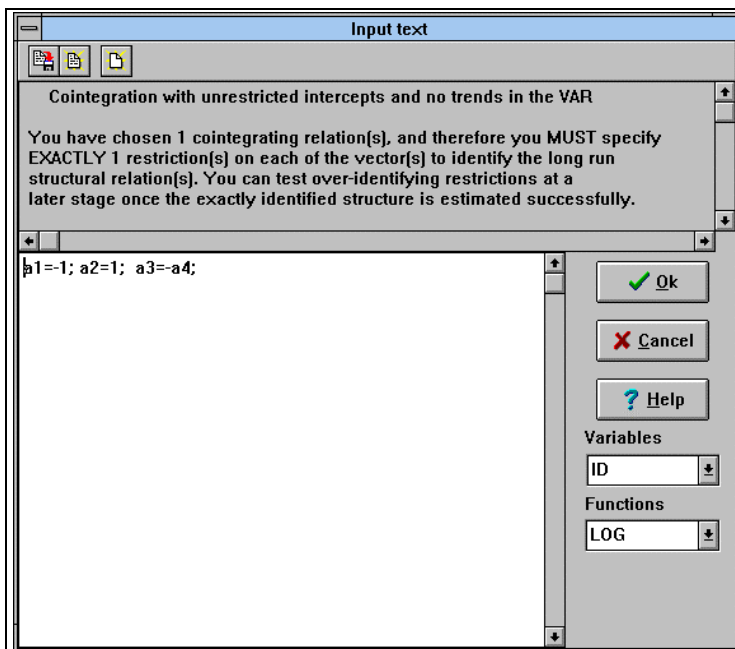 Input text
Cointegration with unrestricted intercepts and no trends in the VAR
You have chosen 1 cointegrating relation(s), and therefore you MUST specify
EXACTLY 1 restriction(s) on each of the vector(s) to identify the long run
structural relation(s). You can test over-identifying restrictions at a
later stage once the exactly identified structure is estimated successfully.
a1=-1; a2=1;  a3=-a4;
Ok
Cancel
? Help
Variables
ID
Functions
LOG